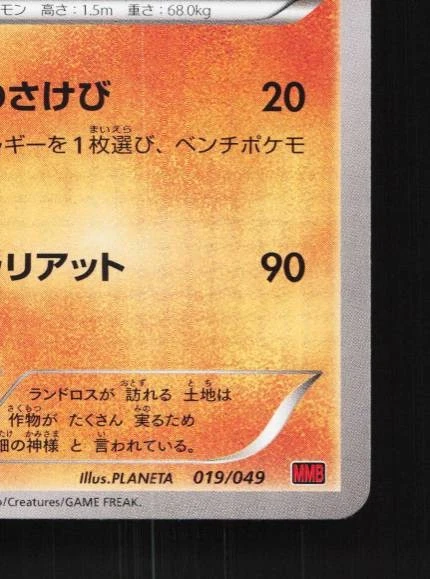 モン 高さ：1.5m 重さ：68.0kg
のさけび 20
ギーを1枚選び、ベンチポケモ
リアット 90
ランドロスが 訪れる 土地は
作物が たくさん 実るため
畑の神様 と 言われている。
Illus.PLANETA 019/049 MMB
/Creatures/GAME FREAK.